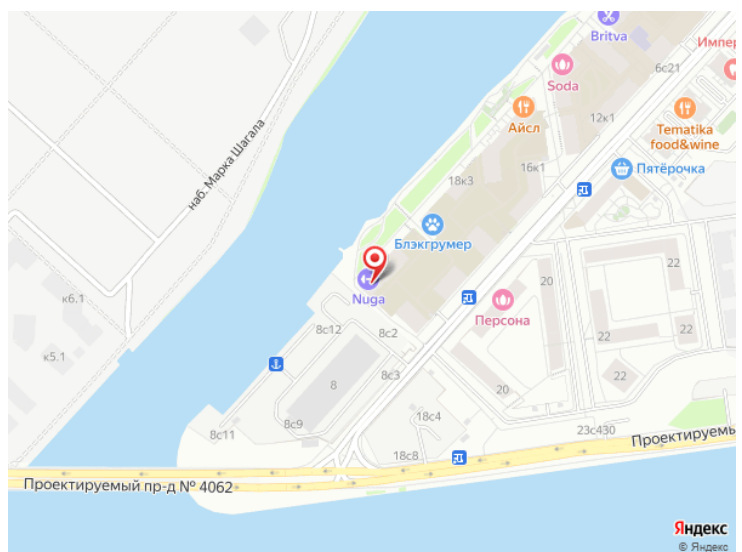 Britva
Импер
6с21
Soda
Айсл
12к1
Tematika
food&wine
16к1
Пятёрочка
18к3
наб. Марка Шагала
Блэкгрумер
22
20
22
Nuga
Персона
к6.1
8с12
8с2
22
22
к5.1
8с3
8
20
22
18с4
8с9
8с11
23с430
Проектируемы
18с8
Проектируемый пр-д № 4062
Яндекс
© Яндекс